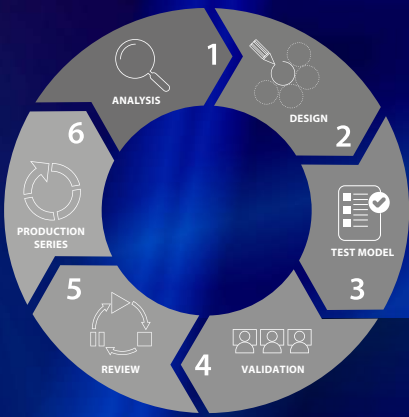 1
ANALYSIS
DESIGN
2
TEST MODEL
3
VALIDATION
4
REVIEW
5
PRODUCTION
SERIES
6